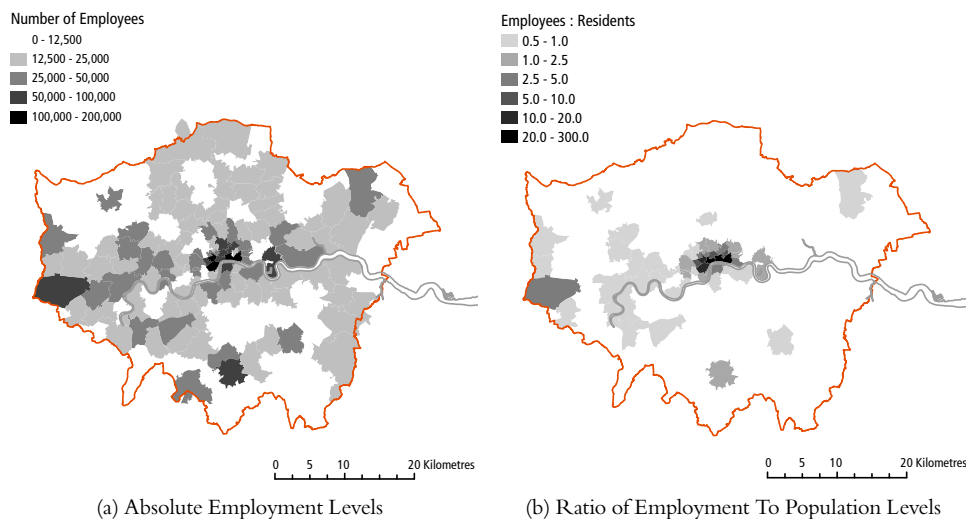 Number of Employees
0 - 12,500
12,500 - 25,000
25,000 - 50,000
50,000 - 100,000
100,000 - 200,000
0 5 10 20 Kilometres
(a) Absolute Employment Levels
Employees : Residents
0.5 - 1.0
1.0 - 2.5
2.5 - 5.0
5.0 - 10.0
10.0 - 20.0
20.0 - 300.0
0 5 10 20 Kilometres
(b) Ratio of Employment To Population Levels